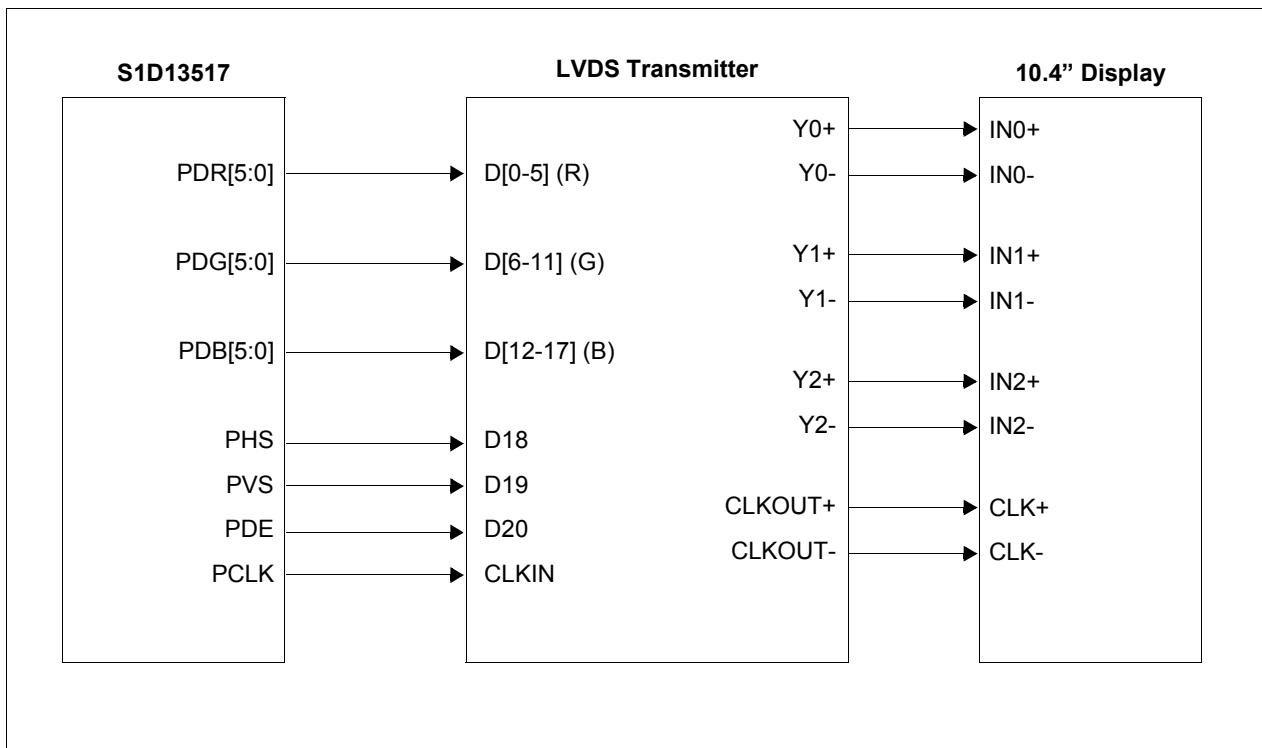 S1D13517
LVDS Transmitter
10.4” Display
PDR[5:0]
PDG[5:0]
PDB[5:0]
PHS
PVS
PDE
PCLK
D[0-5] (R)
D[6-11] (G)
D[12-17] (B)
D18
D19
D20
CLKIN
Y0+
Y0-
Y1+
Y1-
Y2+
Y2-
CLKOUT+
CLKOUT-
IN0+
IN0-
IN1+
IN1-
IN2+
IN2-
CLK+
CLK-